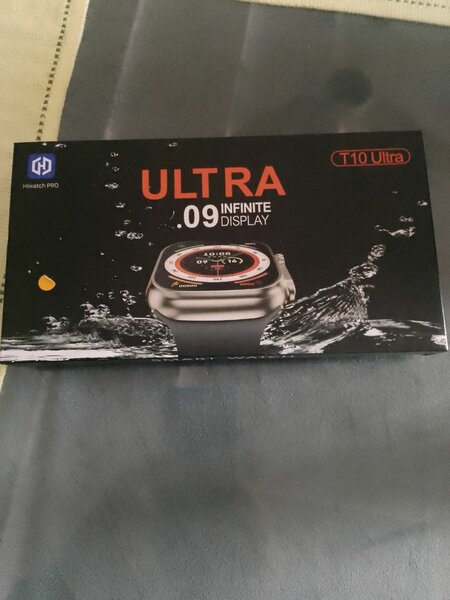 Hiwatch PRO
T10 Ultra
ULTRA
.09 INFINITE
DISPLAY